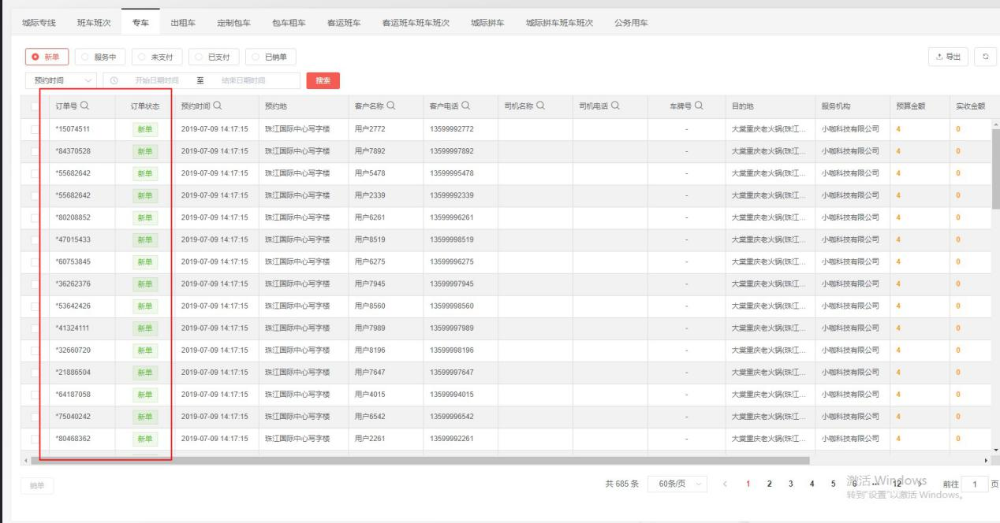 城际专线 班车班次 专车 出租车 定制包车 包车租车 客运班车 客运班车班车班次 城际拼车 城际拼车班车班次 公务用车
新单 服务中 未支付 已支付 已销单 导出
预约时间 开始日期时间 至 结束日期时间 搜索
订单号 订单状态 预约时间 预约地 客户名称 客户电话 司机名称 司机电话 车牌号 目的地 服务机构 预算金额 实收金额
*15074511 新单 2019-07-09 14:17:15 珠江国际中心写字楼 用户2772 13599992772 - 大棠重庆老火锅(珠江... 小咖科技有限公司 4 0
*84370528 新单 2019-07-09 14:17:15 珠江国际中心写字楼 用户7892 13599997892 - 大棠重庆老火锅(珠江... 小咖科技有限公司 4 0
*55682642 新单 2019-07-09 14:17:15 珠江国际中心写字楼 用户5478 13599995478 - 大棠重庆老火锅(珠江... 小咖科技有限公司 4 0
*55682642 新单 2019-07-09 14:17:15 珠江国际中心写字楼 用户2339 13599992339 - 大棠重庆老火锅(珠江... 小咖科技有限公司 4 0
*80208852 新单 2019-07-09 14:17:15 珠江国际中心写字楼 用户6261 13599996261 - 大棠重庆老火锅(珠江... 小咖科技有限公司 4 0
*47015433 新单 2019-07-09 14:17:15 珠江国际中心写字楼 用户8519 13599998519 - 大棠重庆老火锅(珠江... 小咖科技有限公司 4 0
*60753845 新单 2019-07-09 14:17:15 珠江国际中心写字楼 用户6275 13599996275 - 大棠重庆老火锅(珠江... 小咖科技有限公司 4 0
*36262376 新单 2019-07-09 14:17:15 珠江国际中心写字楼 用户7945 13599997945 - 大棠重庆老火锅(珠江... 小咖科技有限公司 4 0
*53642426 新单 2019-07-09 14:17:15 珠江国际中心写字楼 用户8560 13599998560 - 大棠重庆老火锅(珠江... 小咖科技有限公司 4 0
*41324111 新单 2019-07-09 14:17:15 珠江国际中心写字楼 用户7989 13599997989 - 大棠重庆老火锅(珠江... 小咖科技有限公司 4 0
*32660720 新单 2019-07-09 14:17:15 珠江国际中心写字楼 用户8196 13599998196 - 大棠重庆老火锅(珠江... 小咖科技有限公司 4 0
*21886504 新单 2019-07-09 14:17:15 珠江国际中心写字楼 用户7647 13599997647 - 大棠重庆老火锅(珠江... 小咖科技有限公司 4 0
*64187058 新单 2019-07-09 14:17:15 珠江国际中心写字楼 用户4015 13599994015 - 大棠重庆老火锅(珠江... 小咖科技有限公司 4 0
*75040242 新单 2019-07-09 14:17:15 珠江国际中心写字楼 用户6542 13599996542 - 大棠重庆老火锅(珠江... 小咖科技有限公司 4 0
*80468362 新单 2019-07-09 14:17:15 珠江国际中心写字楼 用户2261 13599992261 - 大棠重庆老火锅(珠江... 小咖科技有限公司 4 0
销单 共 685 条 60条/页 < 1 2 3 4 5 6 ... 12 > 前往 1 页
激活 Windows
转到"设置"以激活 Windows。